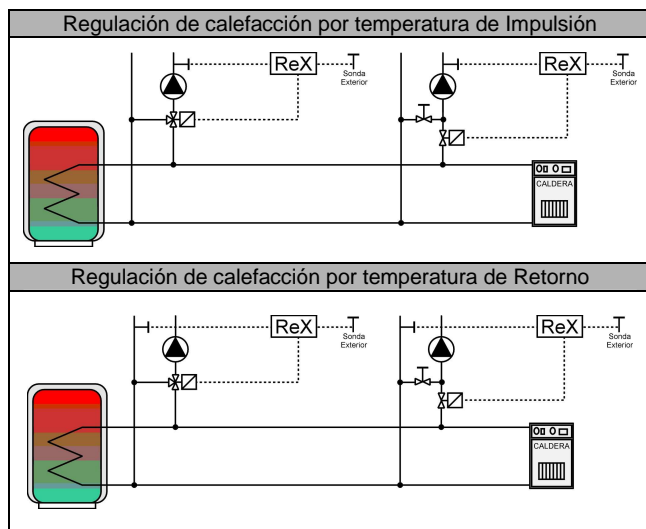 Regulación de calefacción por temperatura de Impulsión
ReX
Sonda
Exterior
ReX
Sonda
Exterior
CALDERA
Regulación de calefacción por temperatura de Retorno
ReX
Sonda
Exterior
ReX
Sonda
Exterior
CALDERA